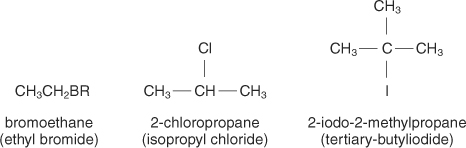 CH₃
Cl
CH₃—C—CH₃
CH₃CH₂BR
CH₃—CH—CH₃
I
bromoethane
(ethyl bromide)
2-chloropropane
(isopropyl chloride)
2-iodo-2-methylpropane
(tertiary-butyliodide)